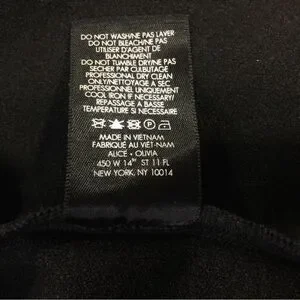 DO NOT WASH/NE PAS LAVER
DO NOT BLEACH/NE PAS
UTILISER D'AGENT DE
BLANCHIMENT
DO NOT TUMBLE DRY/NE PAS
SECHER PAR CULBUTAGE
PROFESSIONAL DRY CLEAN
ONLY/NETTOYAGE A SEC
PROFESSIONNEL UNIQUEMENT
COOL IRON IF NECESSARY/
REPASSAGE A BASSE
TEMPERATURE SI NECESSAIRE
P
MADE IN VIETNAM
FABRIQUÉ AU VIÊT-NAM
ALICE + OLIVIA
450 W 14TH ST 11 FL
NEW YORK, NY 10014